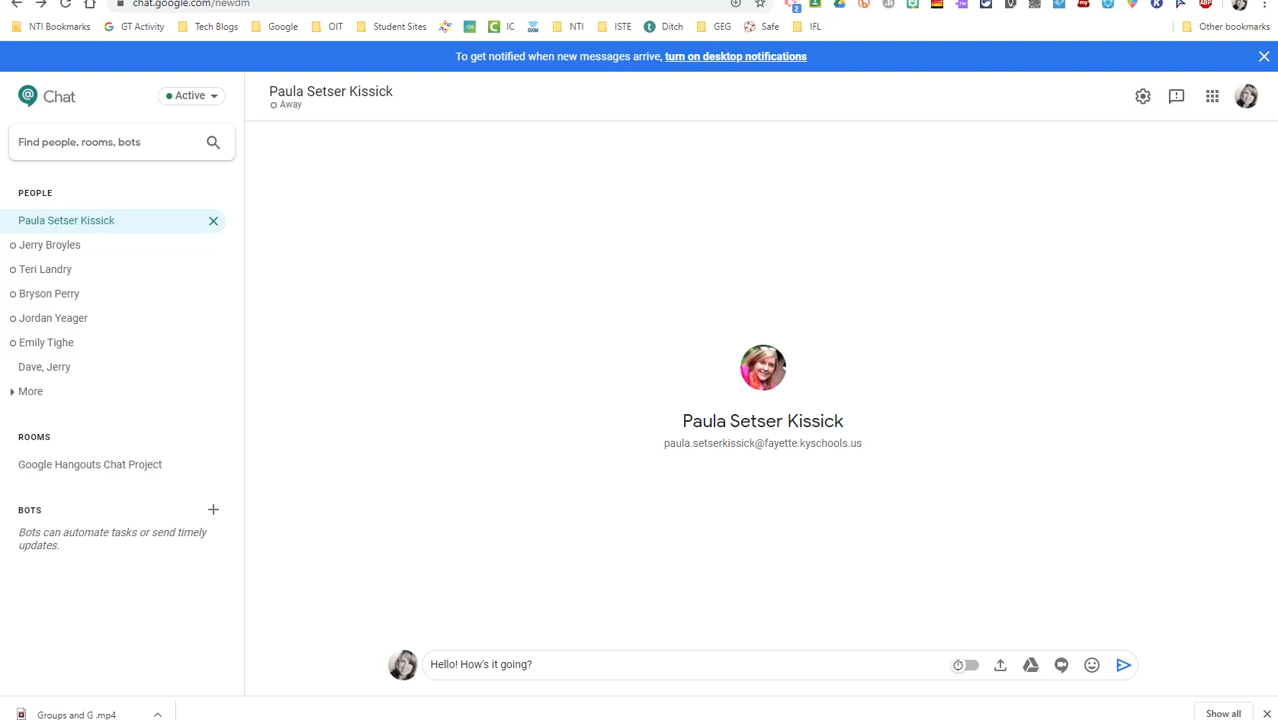 chat.google.com/newdm
2
NTI Bookmarks
GT Activity
Tech Blogs
Google
OIT
Student Sites
IC
NTI
ISTE
Ditch
GEG
Safe
IFL
Other bookmarks
To get notified when new messages arrive, turn on desktop notifications
Chat
Active
Paula Setser Kissick
Away
Find people, rooms, bots
PEOPLE
Paula Setser Kissick
Jerry Broyles
Teri Landry
Bryson Perry
Jordan Yeager
Emily Tighe
Dave, Jerry
More
ROOMS
Google Hangouts Chat Project
BOTS
Bots can automate tasks or send timely
updates.
Paula Setser Kissick
paula.setserkissick@fayette.kyschools.us
Hello! How's it going?
Groups and G .mp4
Show all